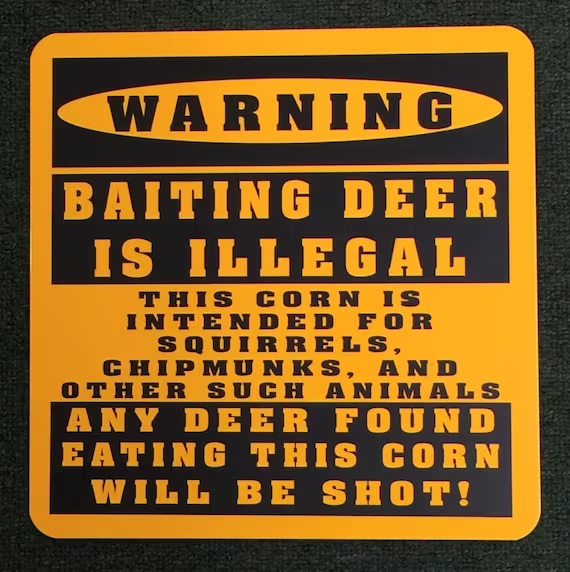 WARNING
BAITING DEER
IS ILLEGAL
THIS CORN IS
INTENDED FOR
SQUIRRELS,
CHIPMUNKS, AND
OTHER SUCH ANIMALS
ANY DEER FOUND
EATING THIS CORN
WILL BE SHOT!